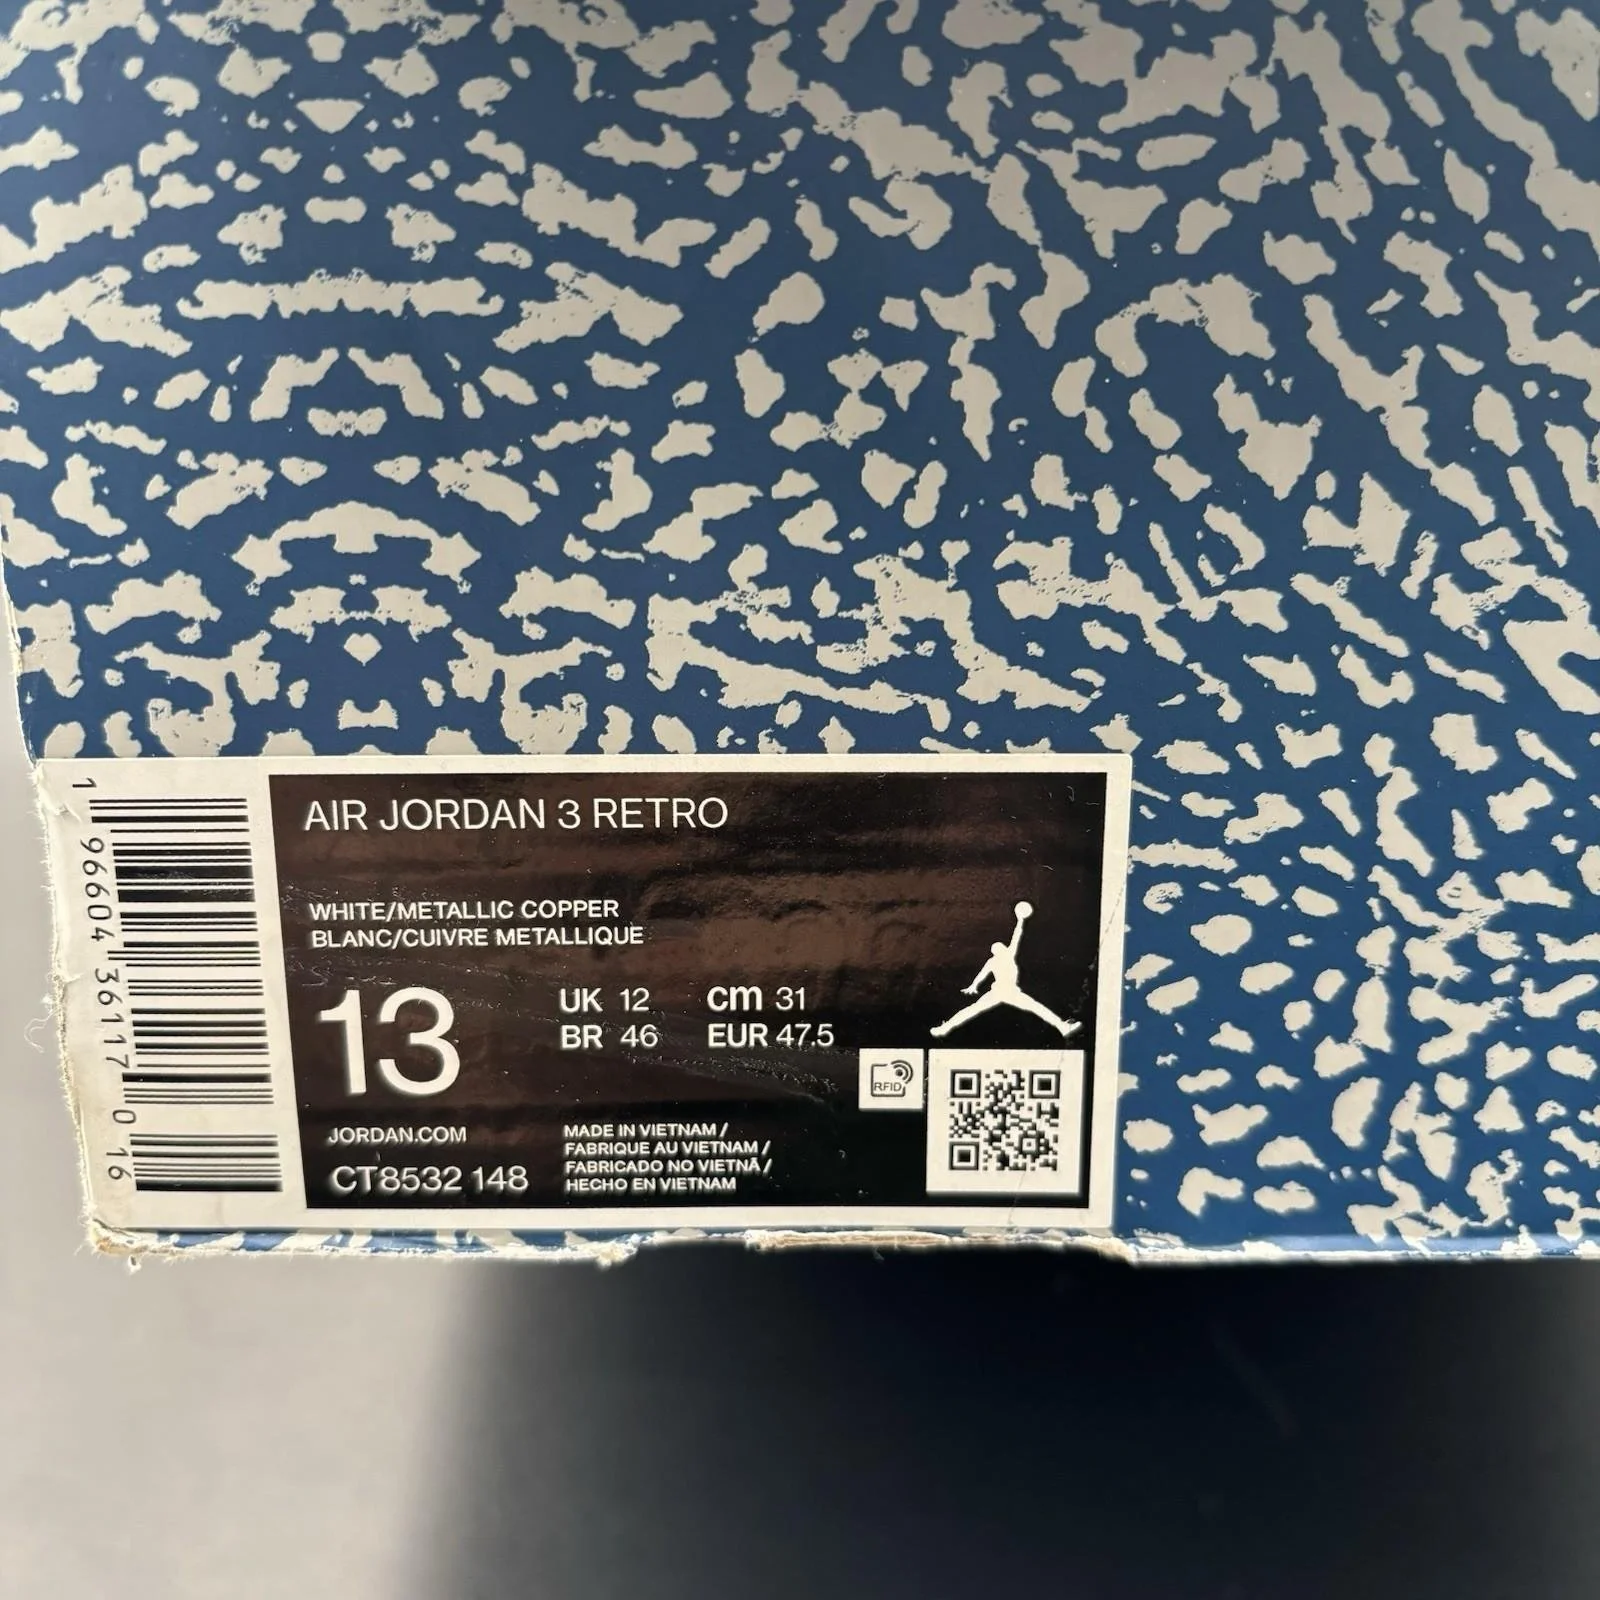 AIR JORDAN 3 RETRO
WHITE/METALLIC COPPER
BLANC/CUIVRE METALLIQUE
13
UK 12 cm 31
BR 46 EUR 47.5
RFID
JORDAN.COM
CT8532 148
MADE IN VIETNAM /
FABRIQUE AU VIETNAM /
FABRICADO NO VIETNÃ /
HECHO EN VIETNAM
1 96604 36117 0 16